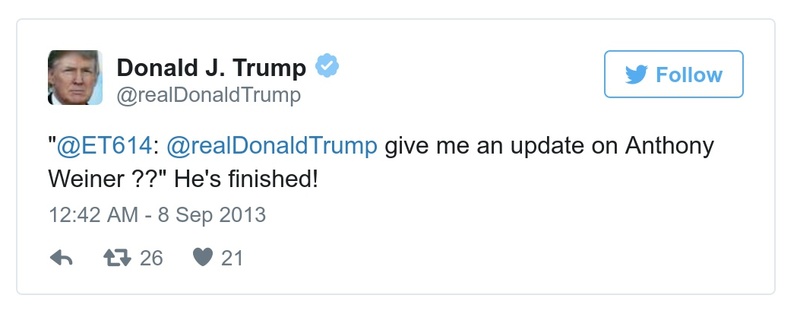 Donald J. Trump
@realDonaldTrump
Follow
"@ET614: @realDonaldTrump give me an update on Anthony
Weiner ??" He's finished!
12:42 AM - 8 Sep 2013
26 21